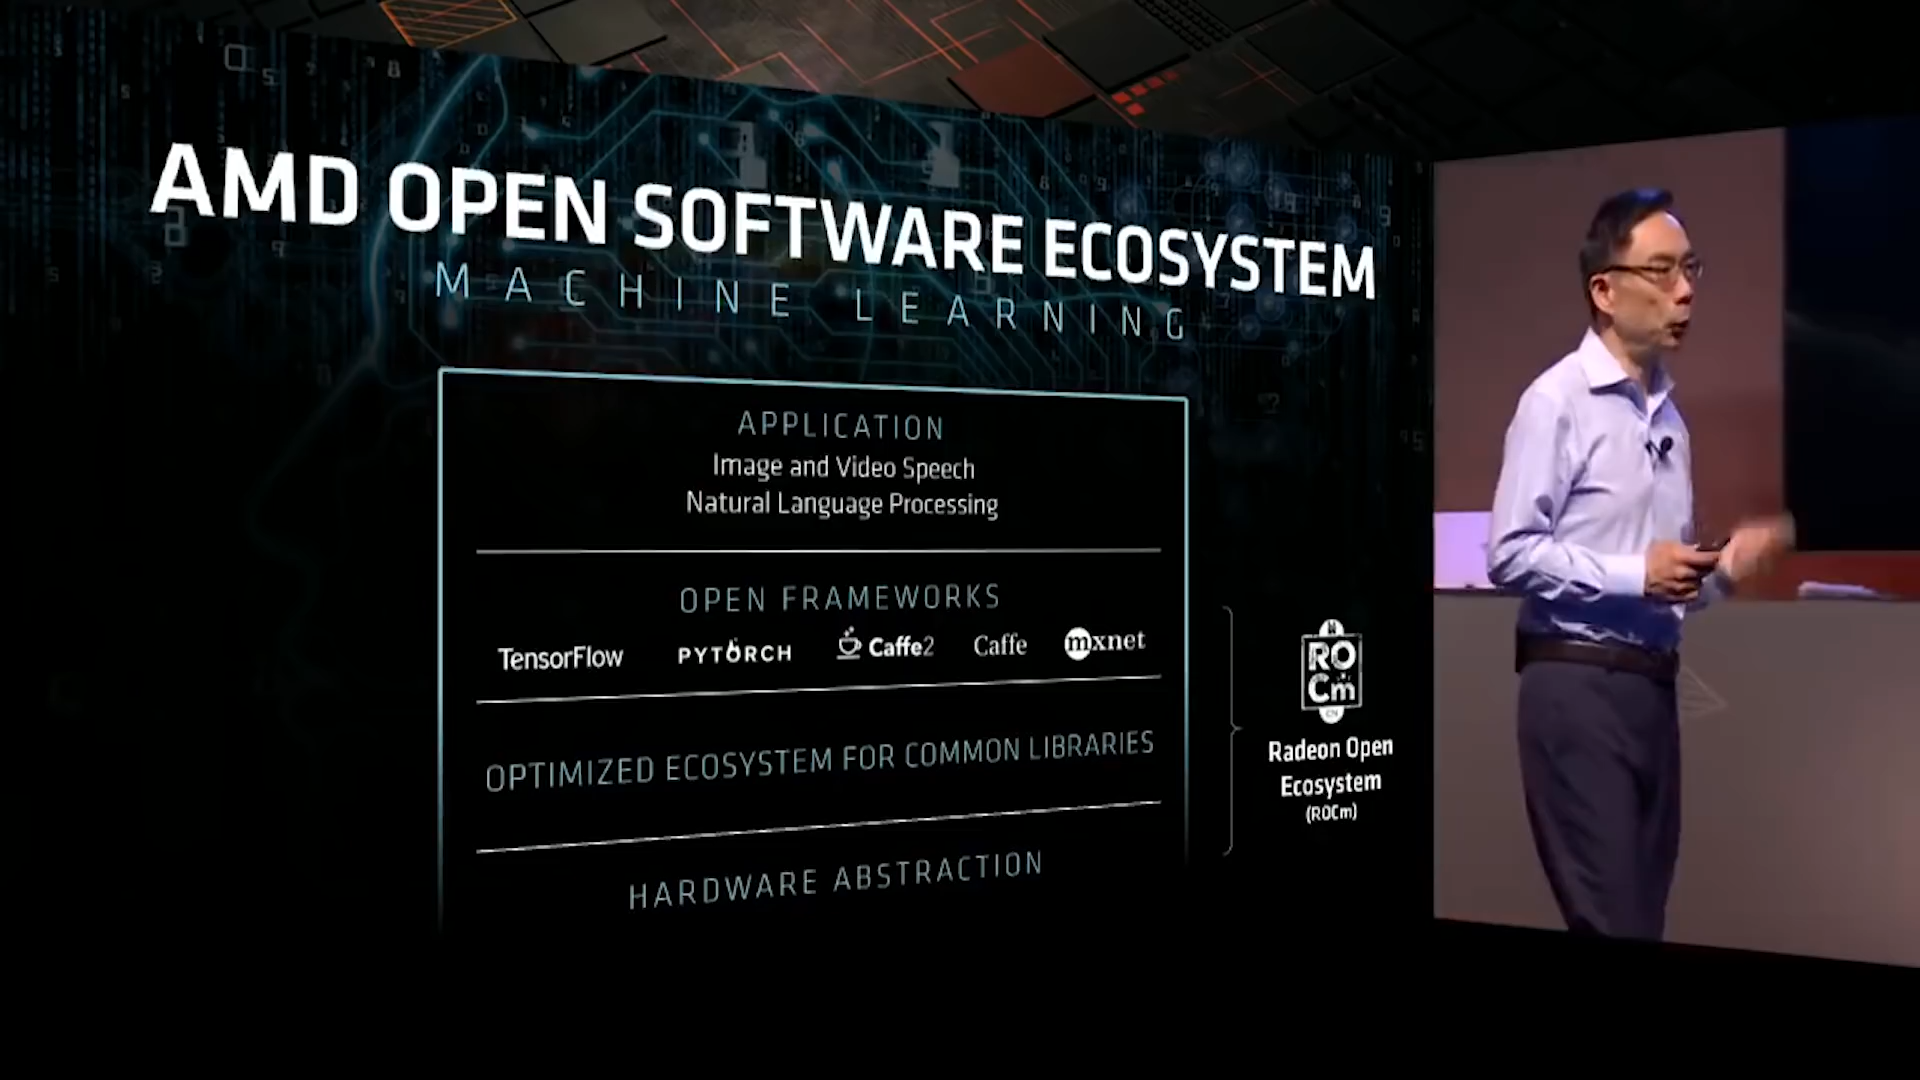 AMD OPEN SOFTWARE ECOSYSTEM
MACHINE LEARNING
APPLICATION
Image and Video Speech
Natural Language Processing
OPEN FRAMEWORKS
TensorFlow PYTORCH Caffe2 Caffe mxnet
OPTIMIZED ECOSYSTEM FOR COMMON LIBRARIES
HARDWARE ABSTRACTION
ROCm
Radeon Open
Ecosystem
(ROCm)